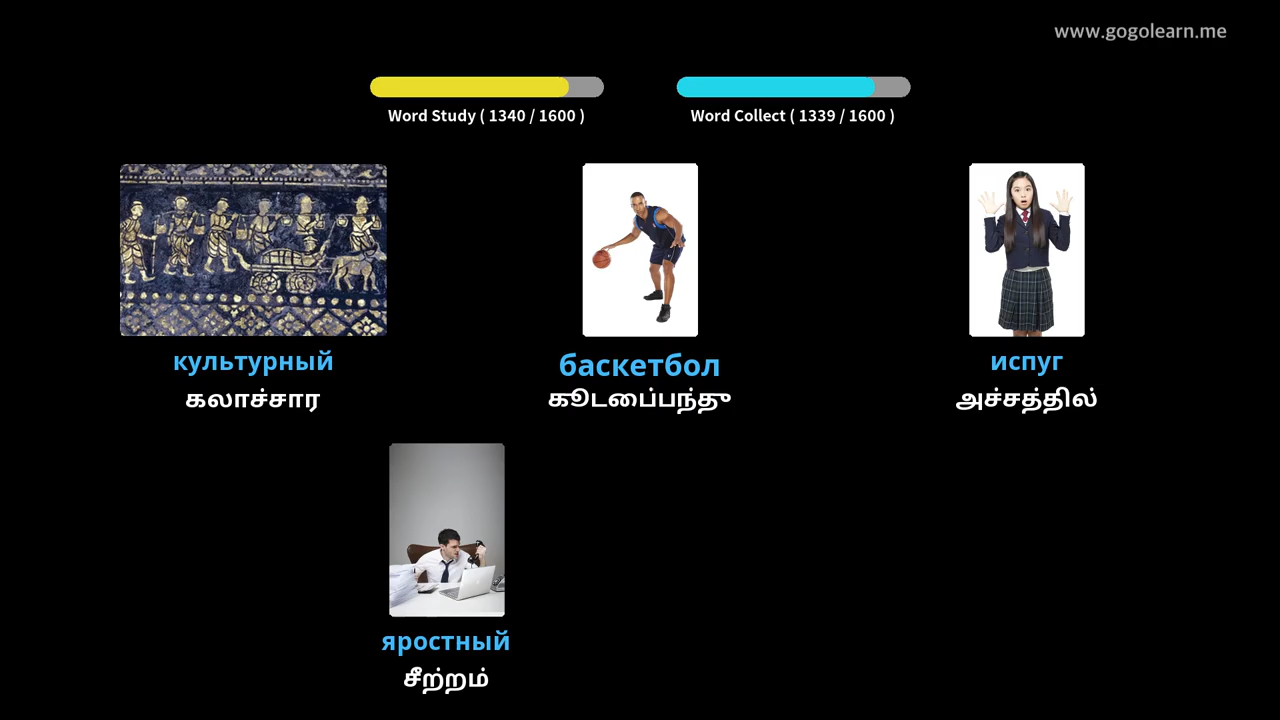 www.gogolearn.me
Word Study ( 1340 / 1600 )
Word Collect ( 1339 / 1600 )
культурный
கலாச்சார
баскетбол
கூடைப்பந்து
испуг
அச்சத்தில்
яростный
சீற்றம்